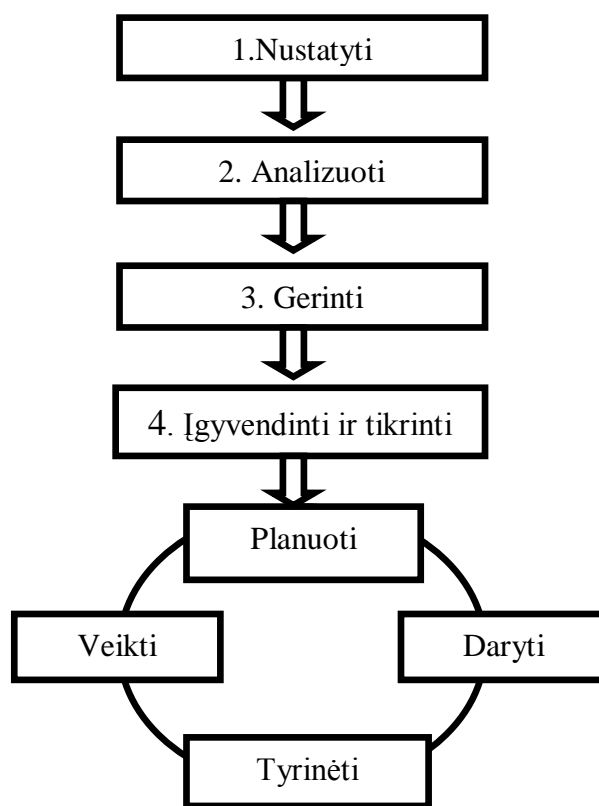 1.Nustatyti
2. Analizuoti
3. Gerinti
4. Įgyvendinti ir tikrinti
Planuoti
Veikti
Daryti
Tyrinėti